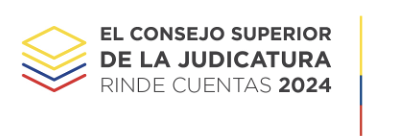 EL CONSEJO SUPERIOR
DE LA JUDICATURA
RINDE CUENTAS 2024